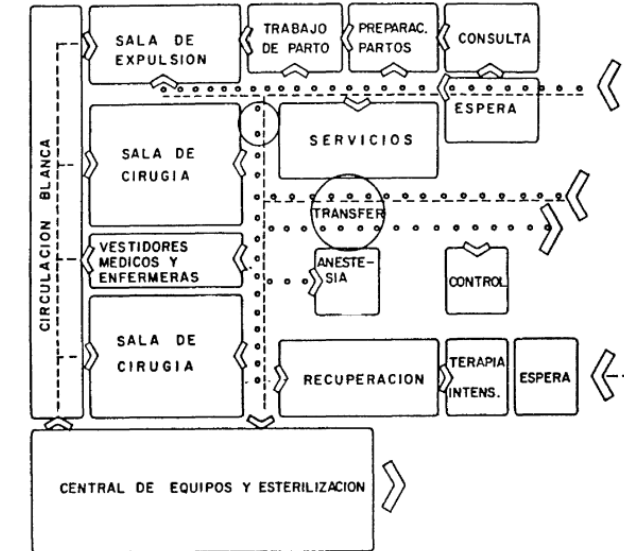 SALA DE
EXPULSION
TRABAJO
DE PARTO
PREPARAC.
PARTOS
CONSULTA
ESPERA
SERVICIOS
SALA DE
CIRUGIA
CIRCULACION BLANCA
TRANSFER
VESTIDORES
MEDICOS Y
ENFERMERAS
ANESTE-
SIA
CONTROL
SALA DE
CIRUGIA
RECUPERACION
TERAPIA
INTENS.
ESPERA
CENTRAL DE EQUIPOS Y ESTERILIZACION